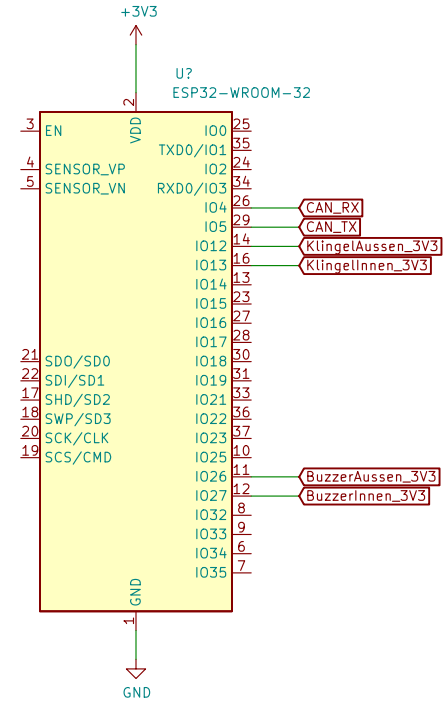 +3V3
U?
ESP32-WROOM-32
2
VDD
3 EN
IO0 25
TXD0/IO1 35
4 SENSOR_VP
IO2 24
5 SENSOR_VN
RXD0/IO3 34
IO4 26 CAN_RX
IO5 29 CAN_TX
IO12 14 KlingelAussen_3V3
IO13 16 KlingelInnen_3V3
IO14 13
IO15 23
IO16 27
IO17 28
21 SDO/SD0
IO18 30
22 SDI/SD1
IO19 31
17 SHD/SD2
IO21 33
18 SWP/SD3
IO22 36
20 SCK/CLK
IO23 37
19 SCS/CMD
IO25 10
IO26 11 BuzzerAussen_3V3
IO27 12 BuzzerInnen_3V3
IO32 8
IO33 9
IO34 6
IO35 7
GND
1
GND